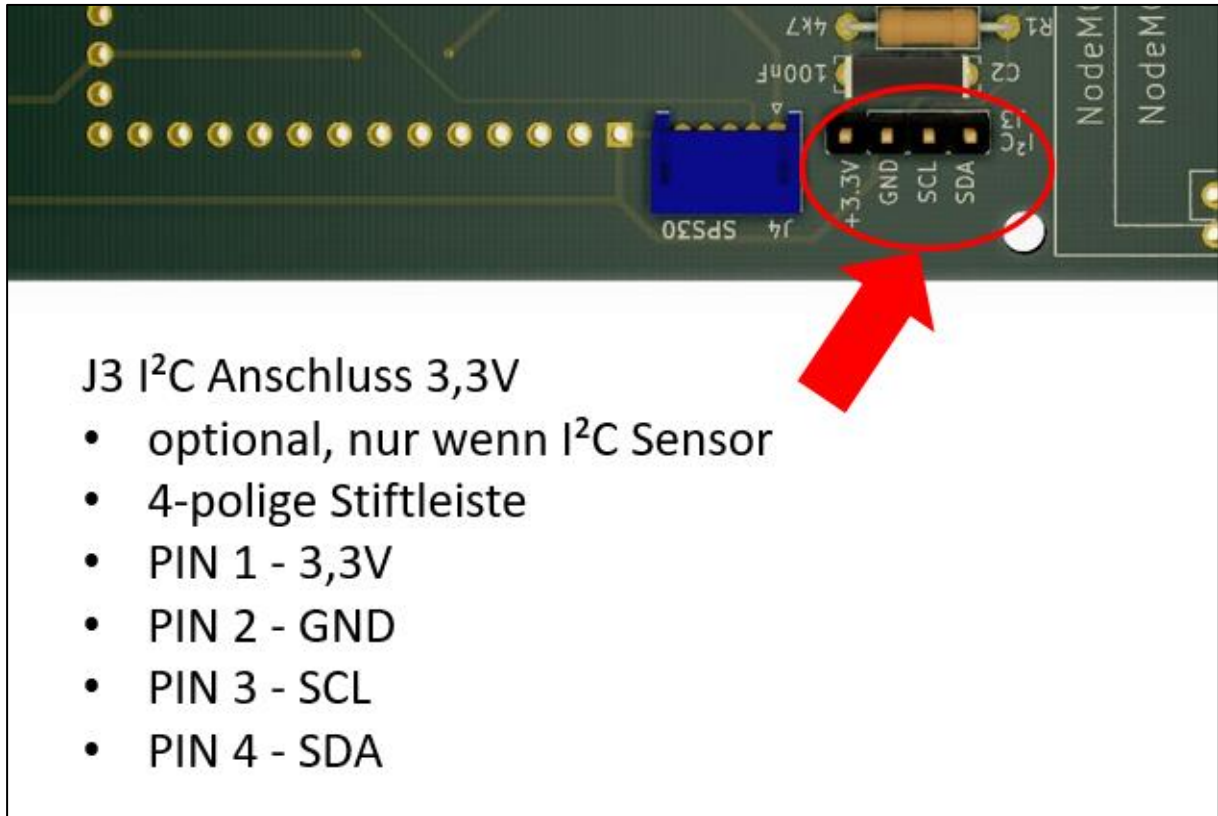 4k7
R1
100nF
C2
J3
I²C
+3.3V
GND
SCL
SDA
SPS30
J4
J3 I²C Anschluss 3,3V
• optional, nur wenn I²C Sensor
• 4-polige Stiftleiste
• PIN 1 - 3,3V
• PIN 2 - GND
• PIN 3 - SCL
• PIN 4 - SDA